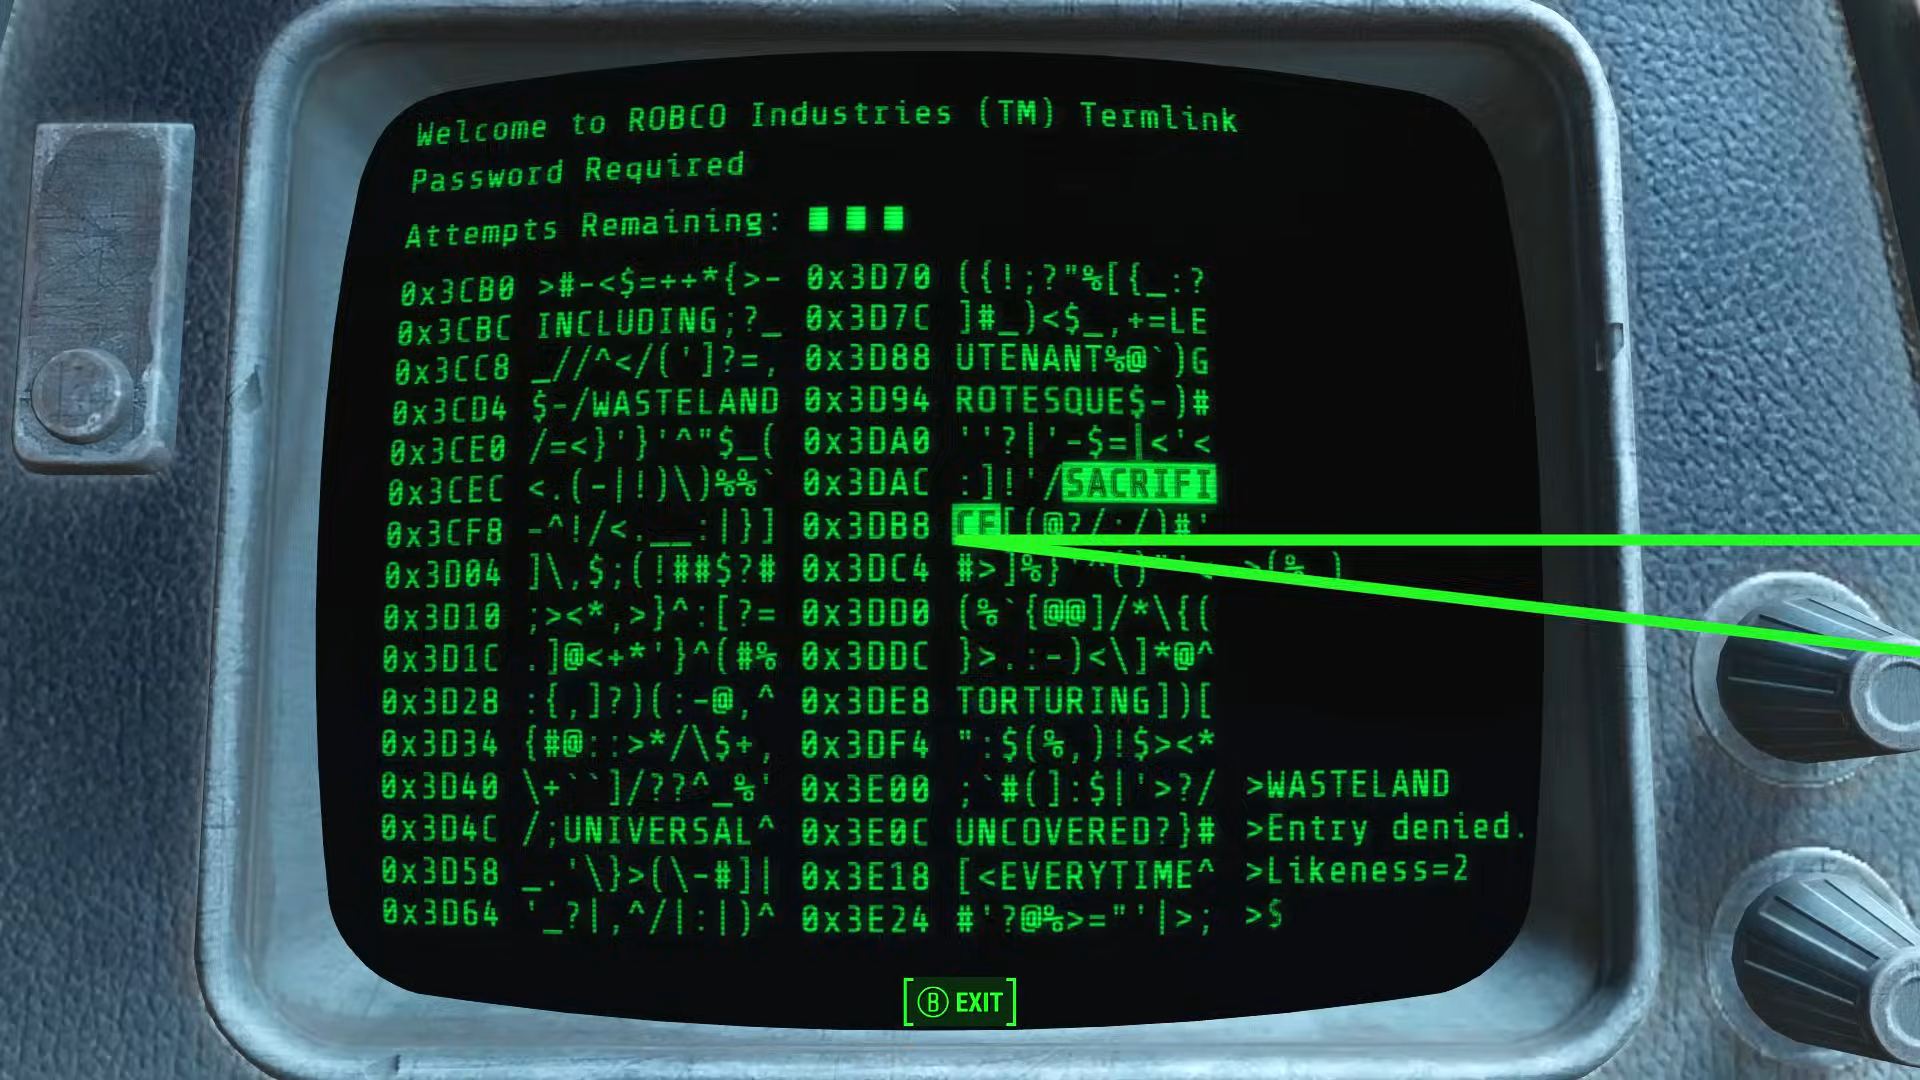 Welcome to ROBCO Industries (TM) Termlink
Password Required
Attempts Remaining: ■ ■ ■
0x3CB0 >#-<$=++*{>- 0x3D70 ({!;?"%[{_:?
0x3CBC INCLUDING;?_ 0x3D7C ]#_)<$_,+=LE
0x3CC8 _//^</(']?=, 0x3D88 UTENANT%@`)G
0x3CD4 $-/WASTELAND 0x3D94 ROTESQUE$-)#
0x3CE0 /=<}'}'^"$_( 0x3DA0 ''?|'-$=|<'<
0x3CEC <.(-|!)\)%%` 0x3DAC :]!'/SACRIFI
0x3CF8 -^!/<.__:|}] 0x3DB8 CE[(@?/:/)#'
0x3D04 ]\,$;(!##$?# 0x3DC4 #>]%}
0x3D10 ;><*,>}^:[?= 0x3DD0 (%`{@@]/*\{(
0x3D1C .]@<+*'}^(#% 0x3DDC }>.:-)<\]*@^
0x3D28 :{,]?)(:-@,^ 0x3DE8 TORTURING])[
0x3D34 {#@::>*/\$+, 0x3DF4 ":$(%,)!$><*
0x3D40 \+``]/??^_%' 0x3E00 ;`#(]:$|'>?/ >WASTELAND
0x3D4C /;UNIVERSAL^ 0x3E0C UNCOVERED?}# >Entry denied.
0x3D58 _.'\}>(\-#]| 0x3E18 [<EVERYTIME^ >Likeness=2
0x3D64 '_?|,^/|:|)^ 0x3E24 #'?@%>="'|>; >$
B EXIT